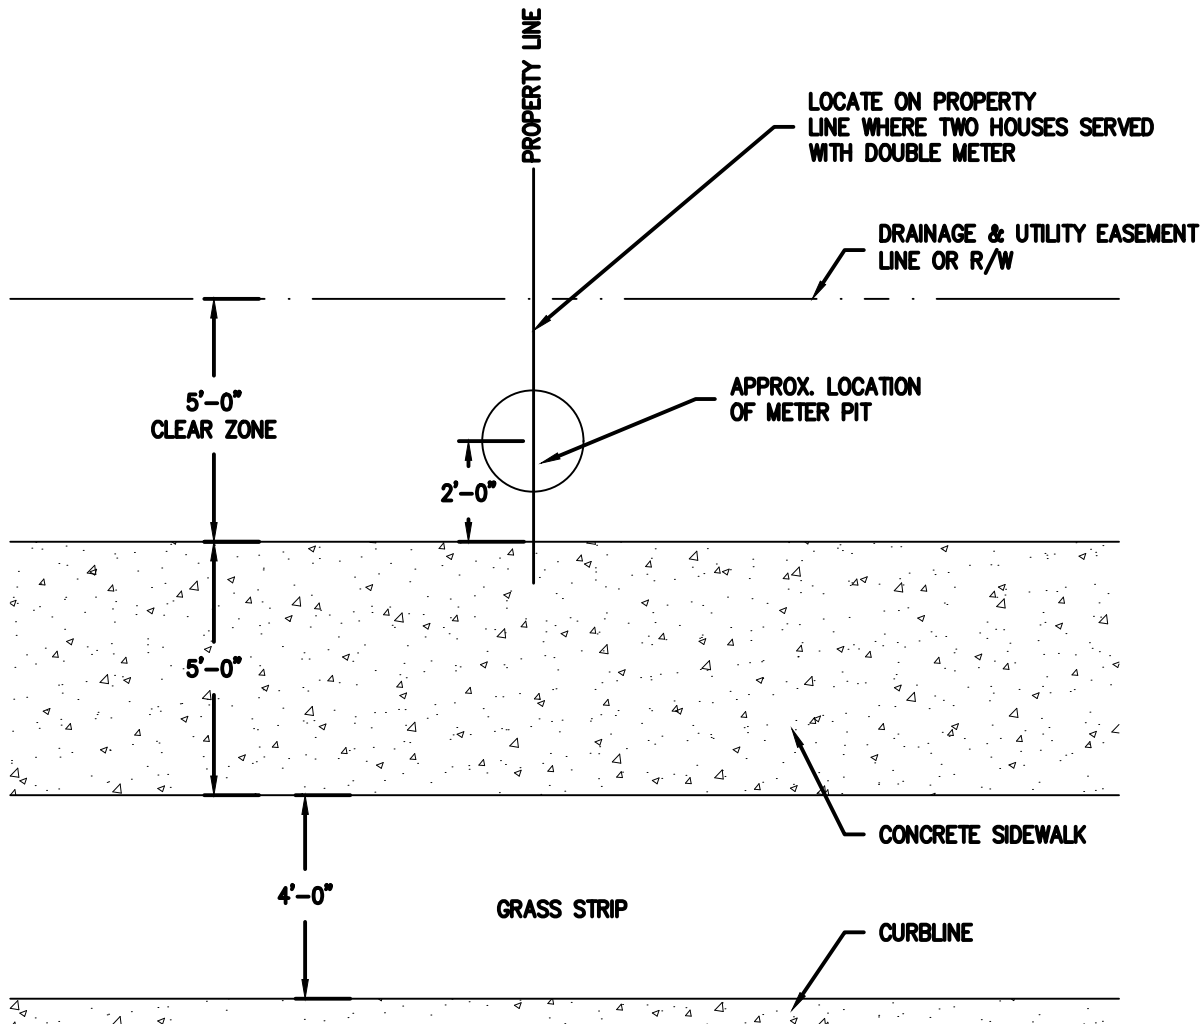 PROPERTY LINE
LOCATE ON PROPERTY
LINE WHERE TWO HOUSES SERVED
WITH DOUBLE METER
DRAINAGE & UTILITY EASEMENT
LINE OR R/W
5'-0"
CLEAR ZONE
APPROX. LOCATION
OF METER PIT
2'-0"
5'-0"
CONCRETE SIDEWALK
4'-0"
GRASS STRIP
CURBLINE